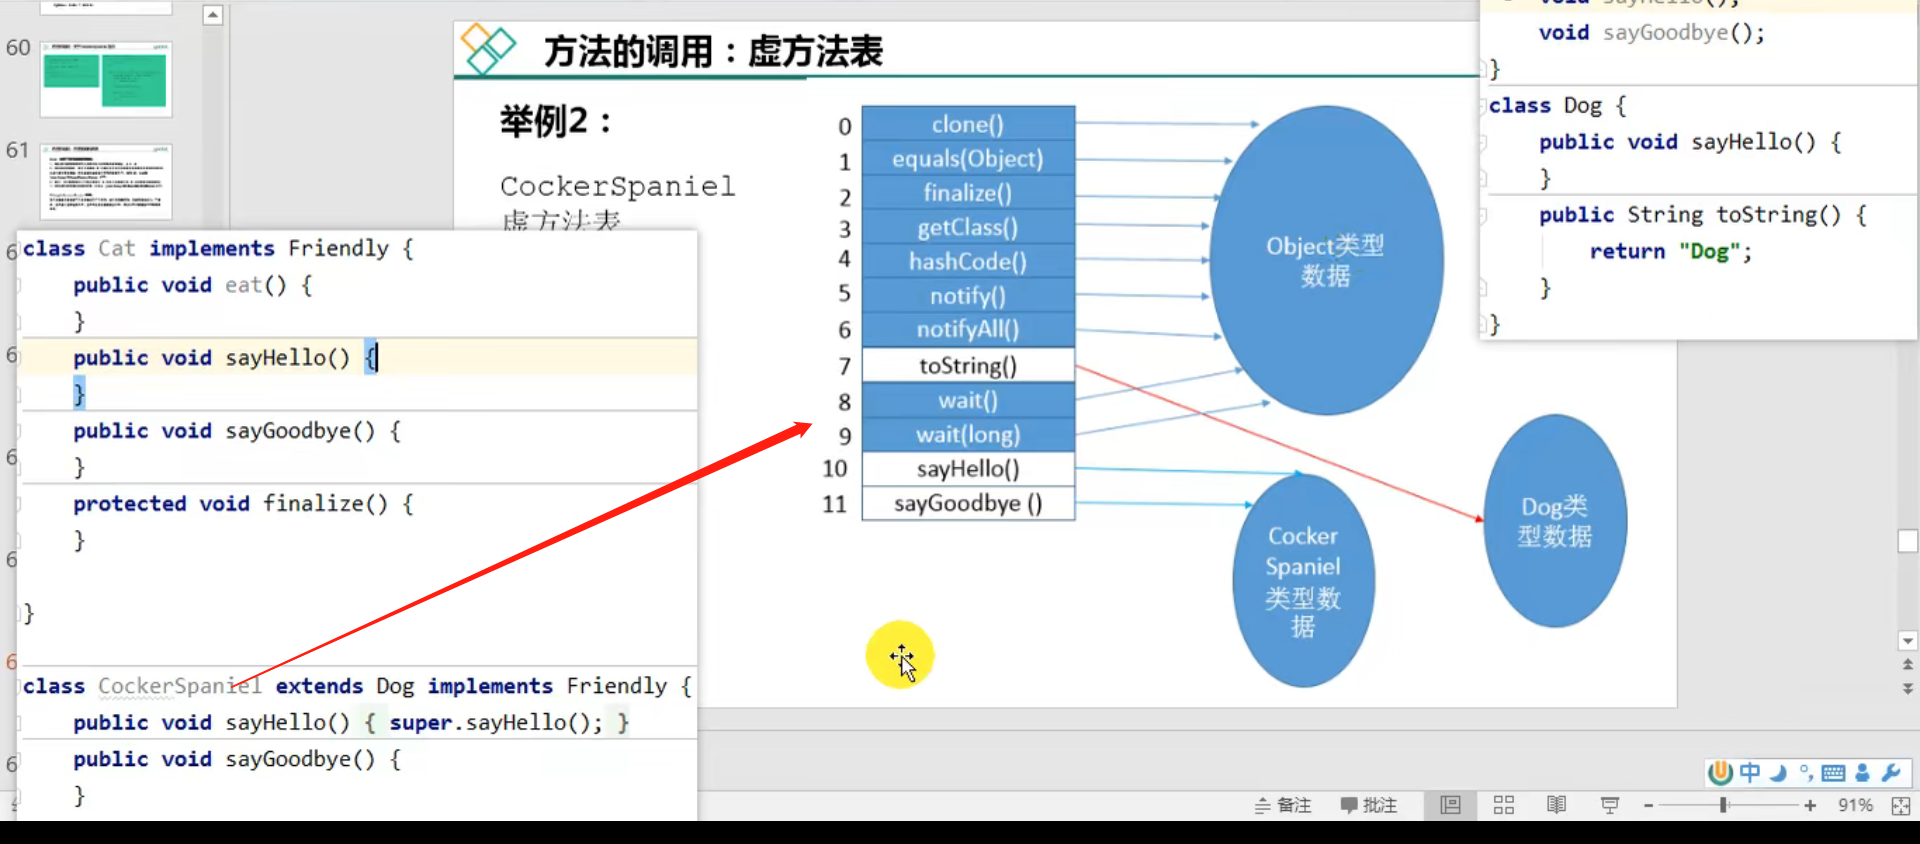 60
61
方法的调用：虚方法表
举例2：
CockerSpaniel
虚方法表
void sayHello();
void sayGoodbye();
}
class Dog {
public void sayHello() {
}
public String toString() {
return "Dog";
}
}
class Cat implements Friendly {
public void eat() {
}
public void sayHello() {
}
public void sayGoodbye() {
}
protected void finalize() {
}
}
class CockerSpaniel extends Dog implements Friendly {
public void sayHello() { super.sayHello(); }
public void sayGoodbye() {
}
0 clone()
1 equals(Object)
2 finalize()
3 getClass()
4 hashCode()
5 notify()
6 notifyAll()
7 toString()
8 wait()
9 wait(long)
10 sayHello()
11 sayGoodbye ()
Object类型
数据
Cocker
Spaniel
类型数
据
Dog类
型数据
中
备注 批注 91%